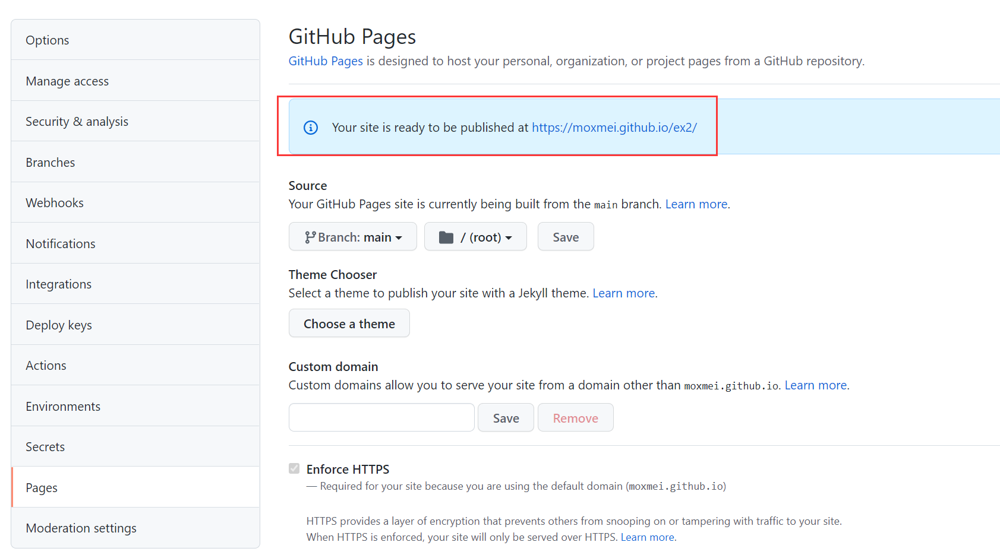 Options
Manage access
Security & analysis
Branches
Webhooks
Notifications
Integrations
Deploy keys
Actions
Environments
Secrets
Pages
Moderation settings
GitHub Pages
GitHub Pages is designed to host your personal, organization, or project pages from a GitHub repository.
Your site is ready to be published at https://moxmei.github.io/ex2/
Source
Your GitHub Pages site is currently being built from the main branch. Learn more.
Branch: main / (root) Save
Theme Chooser
Select a theme to publish your site with a Jekyll theme. Learn more.
Choose a theme
Custom domain
Custom domains allow you to serve your site from a domain other than moxmei.github.io. Learn more.
Save Remove
Enforce HTTPS
— Required for your site because you are using the default domain (moxmei.github.io)
HTTPS provides a layer of encryption that prevents others from snooping on or tampering with traffic to your site.
When HTTPS is enforced, your site will only be served over HTTPS. Learn more.